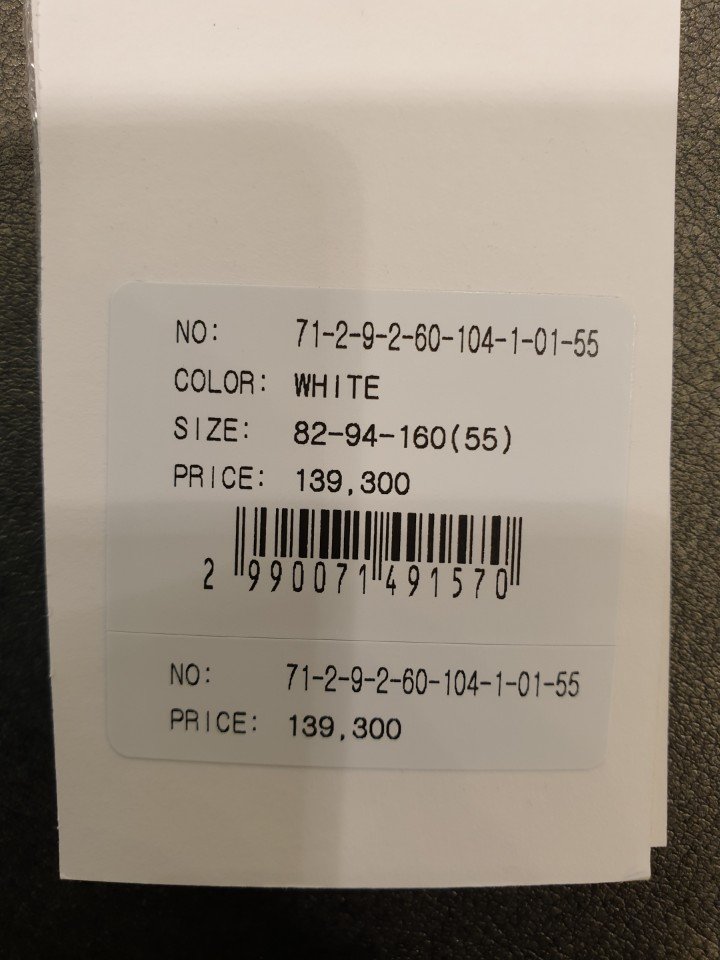 NO: 71-2-9-2-60-104-1-01-55
COLOR: WHITE
SIZE: 82-94-160(55)
PRICE: 139,300
2 990071 491570
NO: 71-2-9-2-60-104-1-01-55
PRICE: 139,300